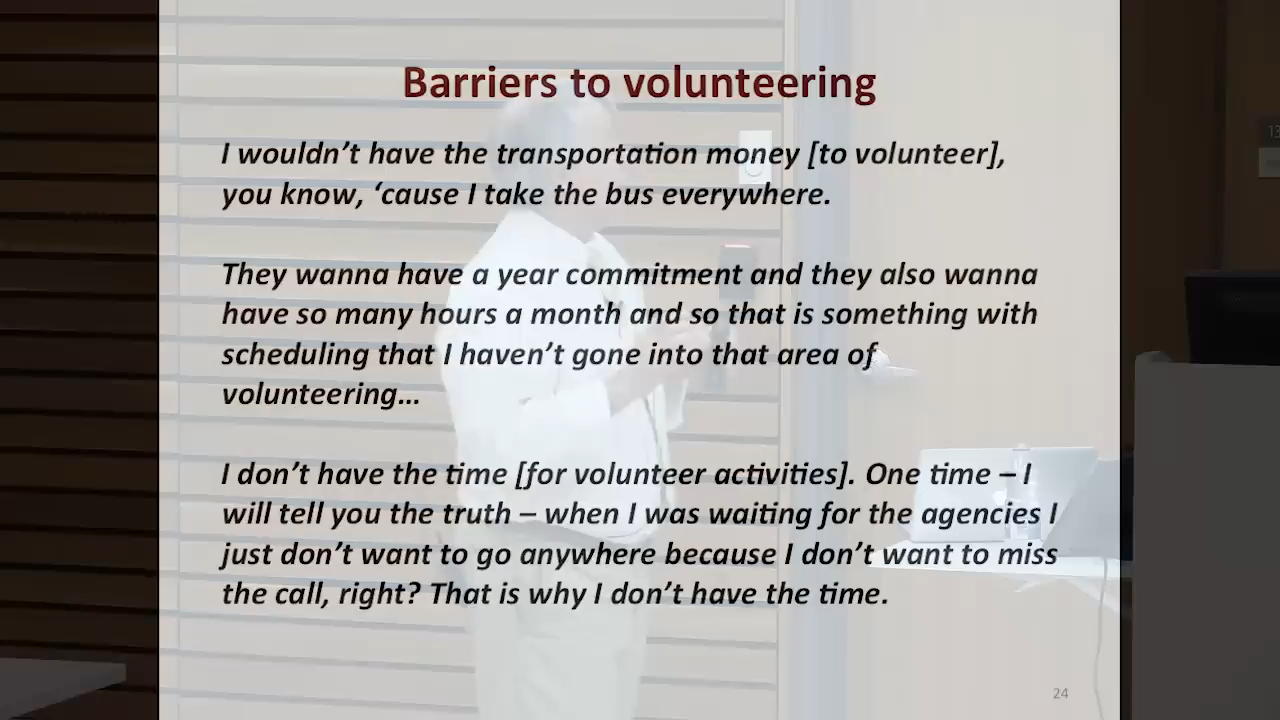 Barriers to volunteering
I wouldn’t have the transportation money [to volunteer],
you know, ‘cause I take the bus everywhere.
They wanna have a year commitment and they also wanna
have so many hours a month and so that is something with
scheduling that I haven’t gone into that area of
volunteering…
I don’t have the time [for volunteer activities]. One time – I
will tell you the truth – when I was waiting for the agencies I
just don’t want to go anywhere because I don’t want to miss
the call, right? That is why I don’t have the time.
24